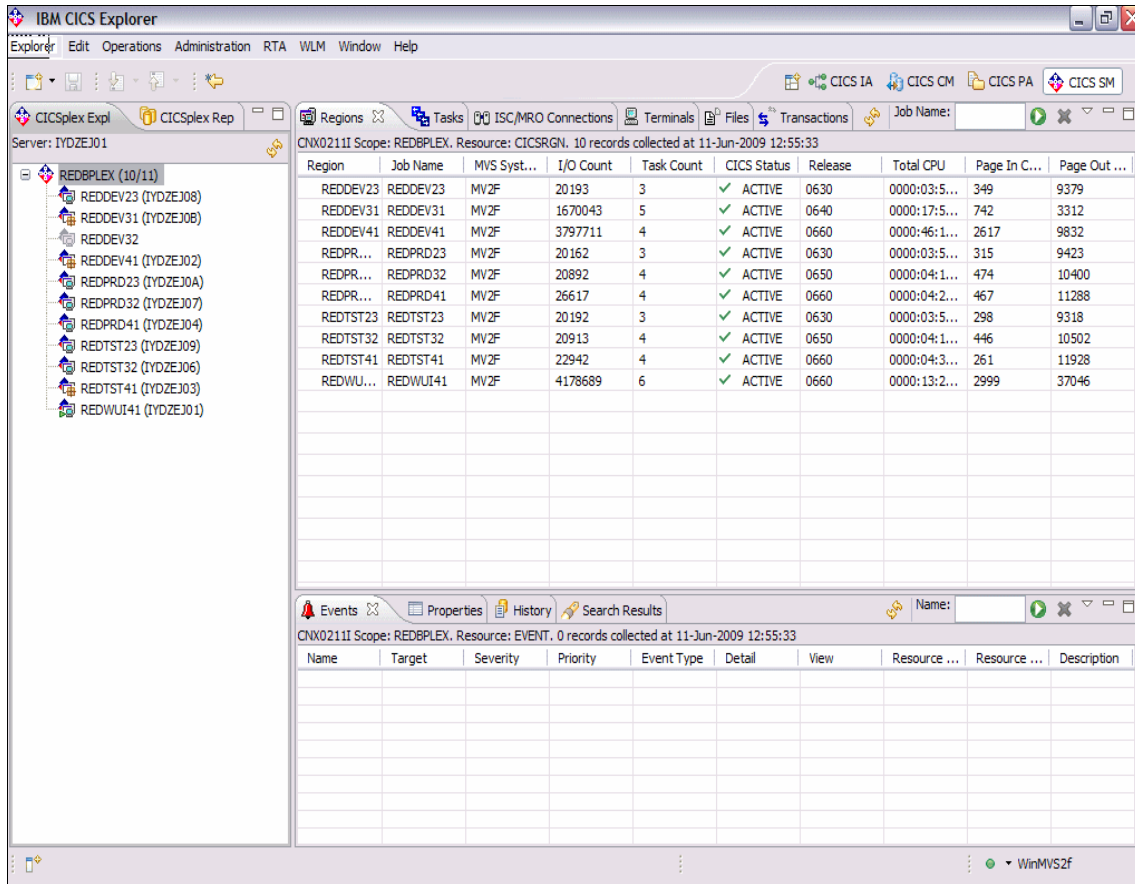 IBM CICS Explorer
Explorer Edit Operations Administration RTA WLM Window Help
CICS IA CICS CM CICS PA CICS SM
CICSplex Expl CICSplex Rep
Server: IYDZEJ01
REDBPLEX (10/11)
REDDEV23 (IYDZEJ08)
REDDEV31 (IYDZEJ0B)
REDDEV32
REDDEV41 (IYDZEJ02)
REDPRD23 (IYDZEJ0A)
REDPRD32 (IYDZEJ07)
REDPRD41 (IYDZEJ04)
REDTST23 (IYDZEJ09)
REDTST32 (IYDZEJ06)
REDTST41 (IYDZEJ03)
REDWUI41 (IYDZEJ01)
Regions Tasks ISC/MRO Connections Terminals Files Transactions Job Name:
CNX0211I Scope: REDBPLEX. Resource: CICSRGN. 10 records collected at 11-Jun-2009 12:55:33
Region Job Name MVS Syst... I/O Count Task Count CICS Status Release Total CPU Page In C... Page Out ...
REDDEV23 REDDEV23 MV2F 20193 3 ACTIVE 0630 0000:03:5... 349 9379
REDDEV31 REDDEV31 MV2F 1670043 5 ACTIVE 0640 0000:17:5... 742 3312
REDDEV41 REDDEV41 MV2F 3797711 4 ACTIVE 0660 0000:46:1... 2617 9832
REDPR... REDPRD23 MV2F 20162 3 ACTIVE 0630 0000:03:5... 315 9423
REDPR... REDPRD32 MV2F 20892 4 ACTIVE 0650 0000:04:1... 474 10400
REDPR... REDPRD41 MV2F 26617 4 ACTIVE 0660 0000:04:2... 467 11288
REDTST23 REDTST23 MV2F 20192 3 ACTIVE 0630 0000:03:5... 298 9318
REDTST32 REDTST32 MV2F 20913 4 ACTIVE 0650 0000:04:1... 446 10502
REDTST41 REDTST41 MV2F 22942 4 ACTIVE 0660 0000:04:3... 261 11928
REDWU... REDWUI41 MV2F 4178689 6 ACTIVE 0660 0000:13:2... 2999 37046
Events Properties History Search Results Name:
CNX0211I Scope: REDBPLEX. Resource: EVENT. 0 records collected at 11-Jun-2009 12:55:33
Name Target Severity Priority Event Type Detail View Resource ... Resource ... Description
WinMVS2f